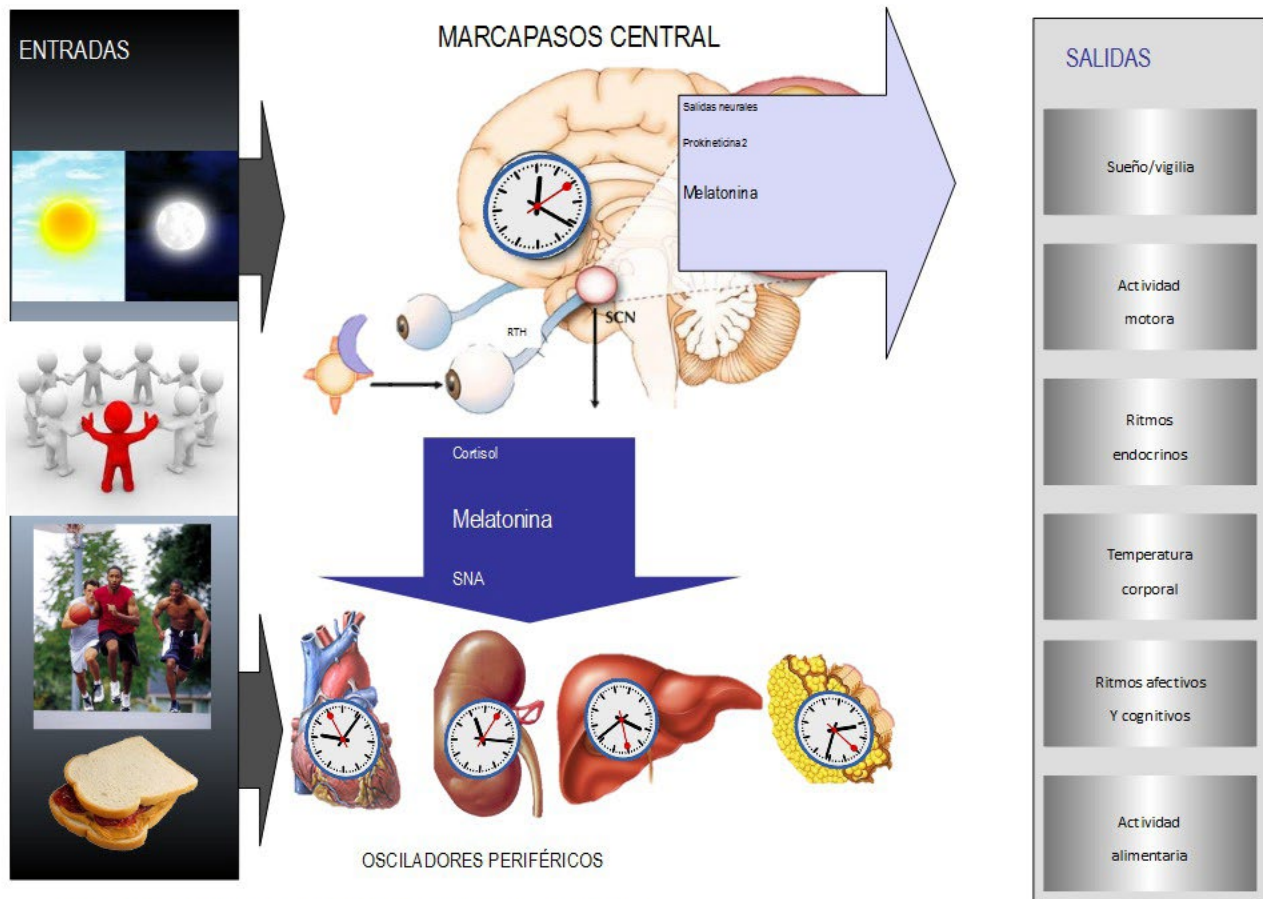 ENTRADAS
MARCAPASOS CENTRAL
Salidas neurales
Prokineticina2
Melatonina
RTH
SCN
Cortisol
Melatonina
SNA
OSCILADORES PERIFÉRICOS
SALIDAS
Sueño/vigilia
Actividad
motora
Ritmos
endocrinos
Temperatura
corporal
Ritmos afectivos
Y cognitivos
Actividad
alimentaria